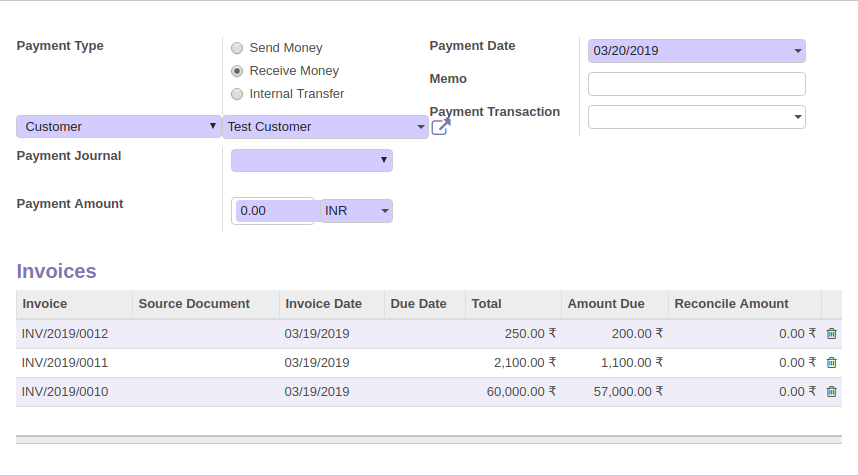 Payment Type
Send Money
Receive Money
Internal Transfer
Customer Test Customer
Payment Journal
Payment Amount 0.00 INR
Payment Date 03/20/2019
Memo
Payment Transaction
Invoices
Invoice Source Document Invoice Date Due Date Total Amount Due Reconcile Amount
INV/2019/0012 03/19/2019 250.00 ₹ 200.00 ₹ 0.00 ₹
INV/2019/0011 03/19/2019 2,100.00 ₹ 1,100.00 ₹ 0.00 ₹
INV/2019/0010 03/19/2019 60,000.00 ₹ 57,000.00 ₹ 0.00 ₹